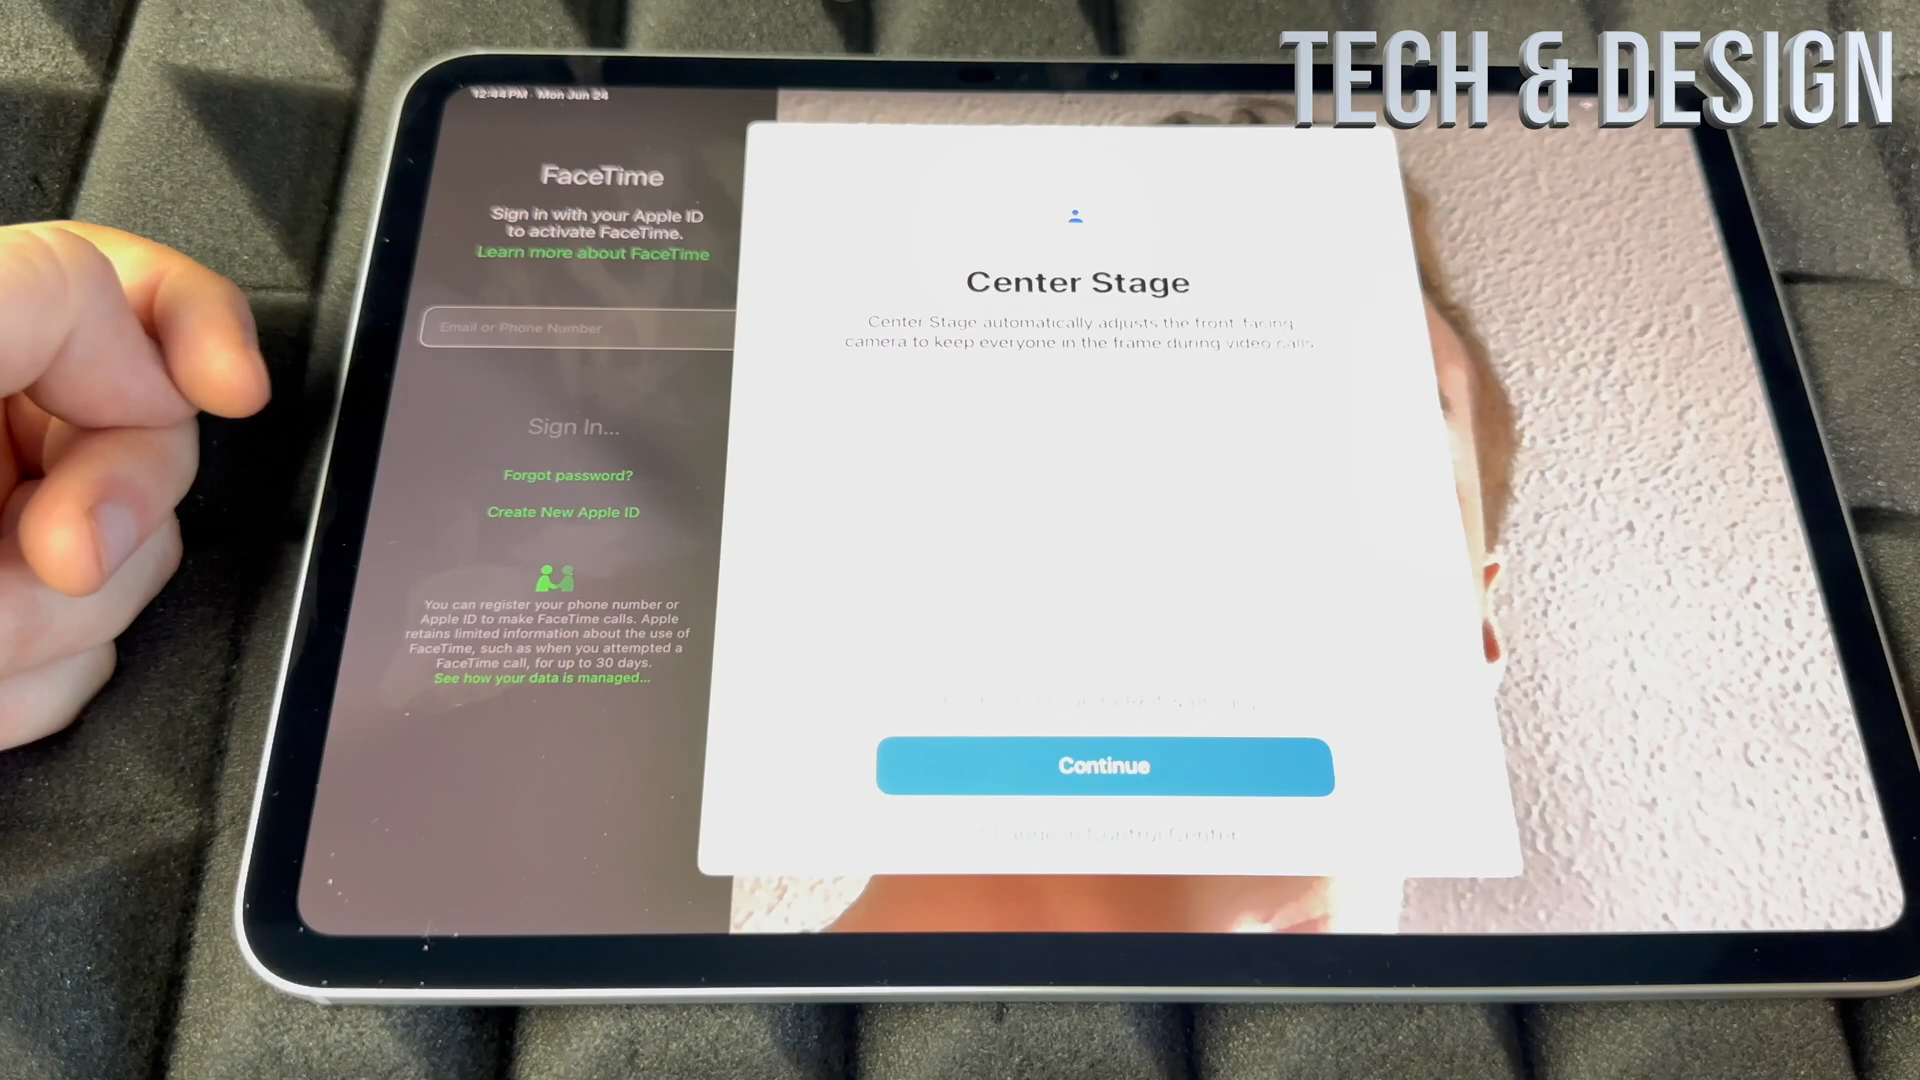 TECH & DESIGN
12:44 PM Mon Jun 24
FaceTime
Sign in with your Apple ID
to activate FaceTime.
Learn more about FaceTime
Email or Phone Number
Sign In...
Forgot password?
Create New Apple ID
You can register your phone number or
Apple ID to make FaceTime calls. Apple
retains limited information about the use of
FaceTime, such as when you attempted a
FaceTime call, for up to 30 days.
See how your data is managed...
Center Stage
Center Stage automatically adjusts the front-facing
camera to keep everyone in the frame during video calls.
Continue
Control Center